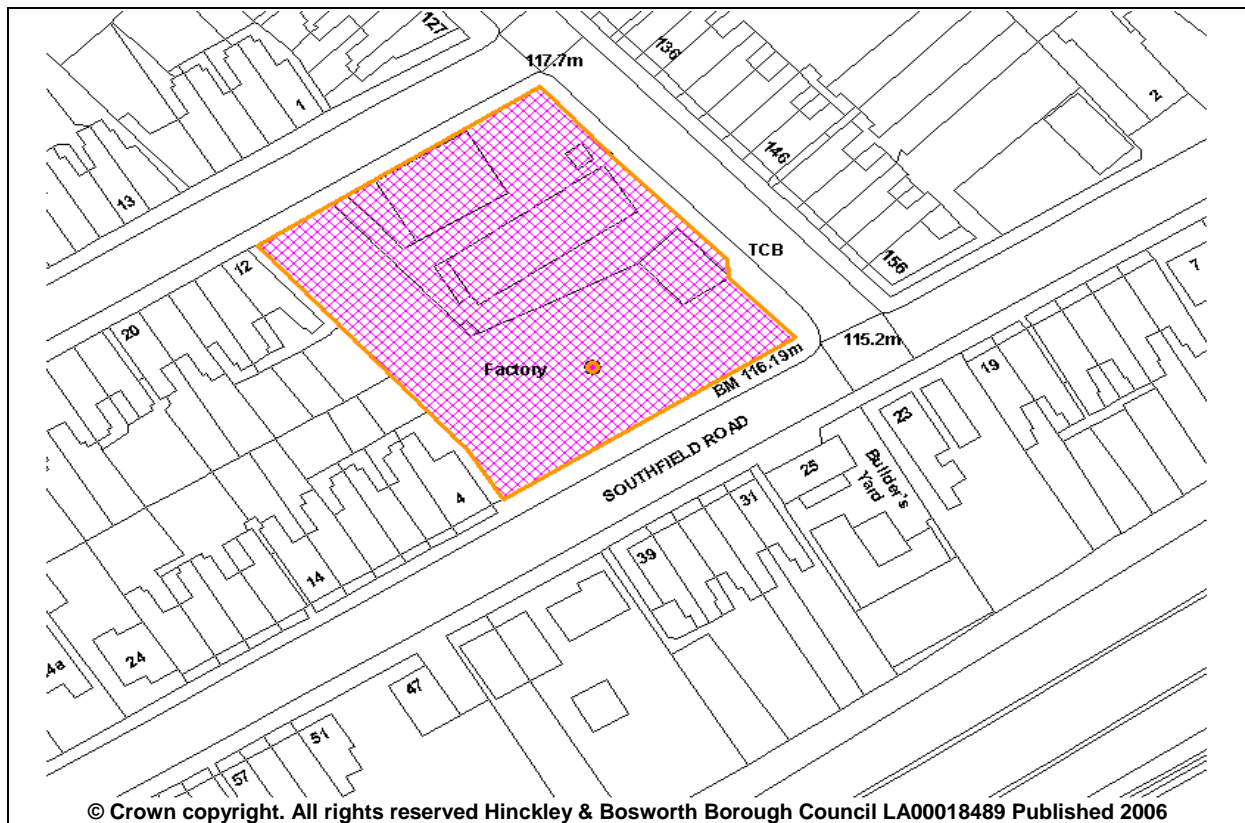 127
136
117.7m
1
2
13
146
TCB
156
7
12
20
115.2m
BM 116.19m
19
Factory
23
SOUTHFIELD ROAD
25
Builder's
Yard
4
31
14
39
24
4a
47
51
57
© Crown copyright. All rights reserved Hinckley & Bosworth Borough Council LA00018489 Published 2006